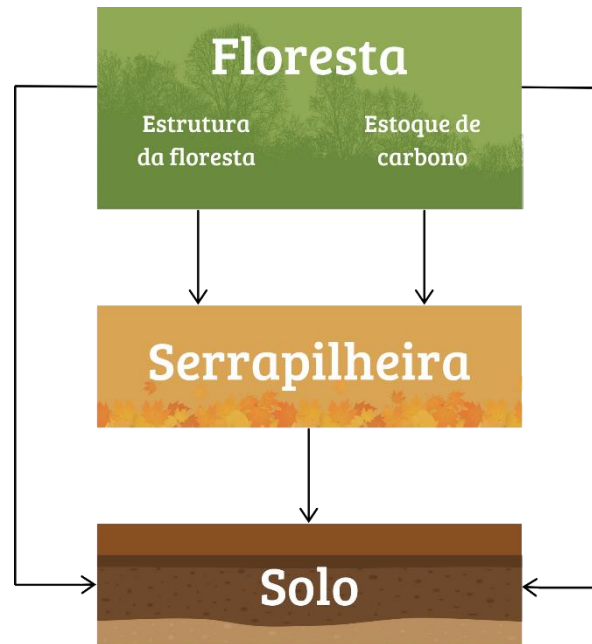 Floresta
Estrutura
da floresta
Estoque de
carbono
Serrapilheira
Solo